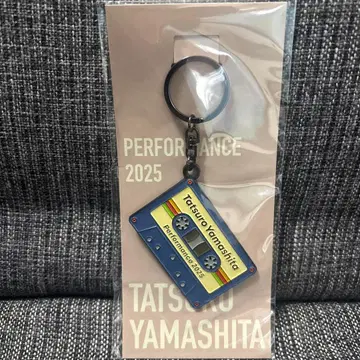 PERFORMANCE
2025
Tatsuro Yamashita
Performance 2025
TATSURO
YAMASHITA